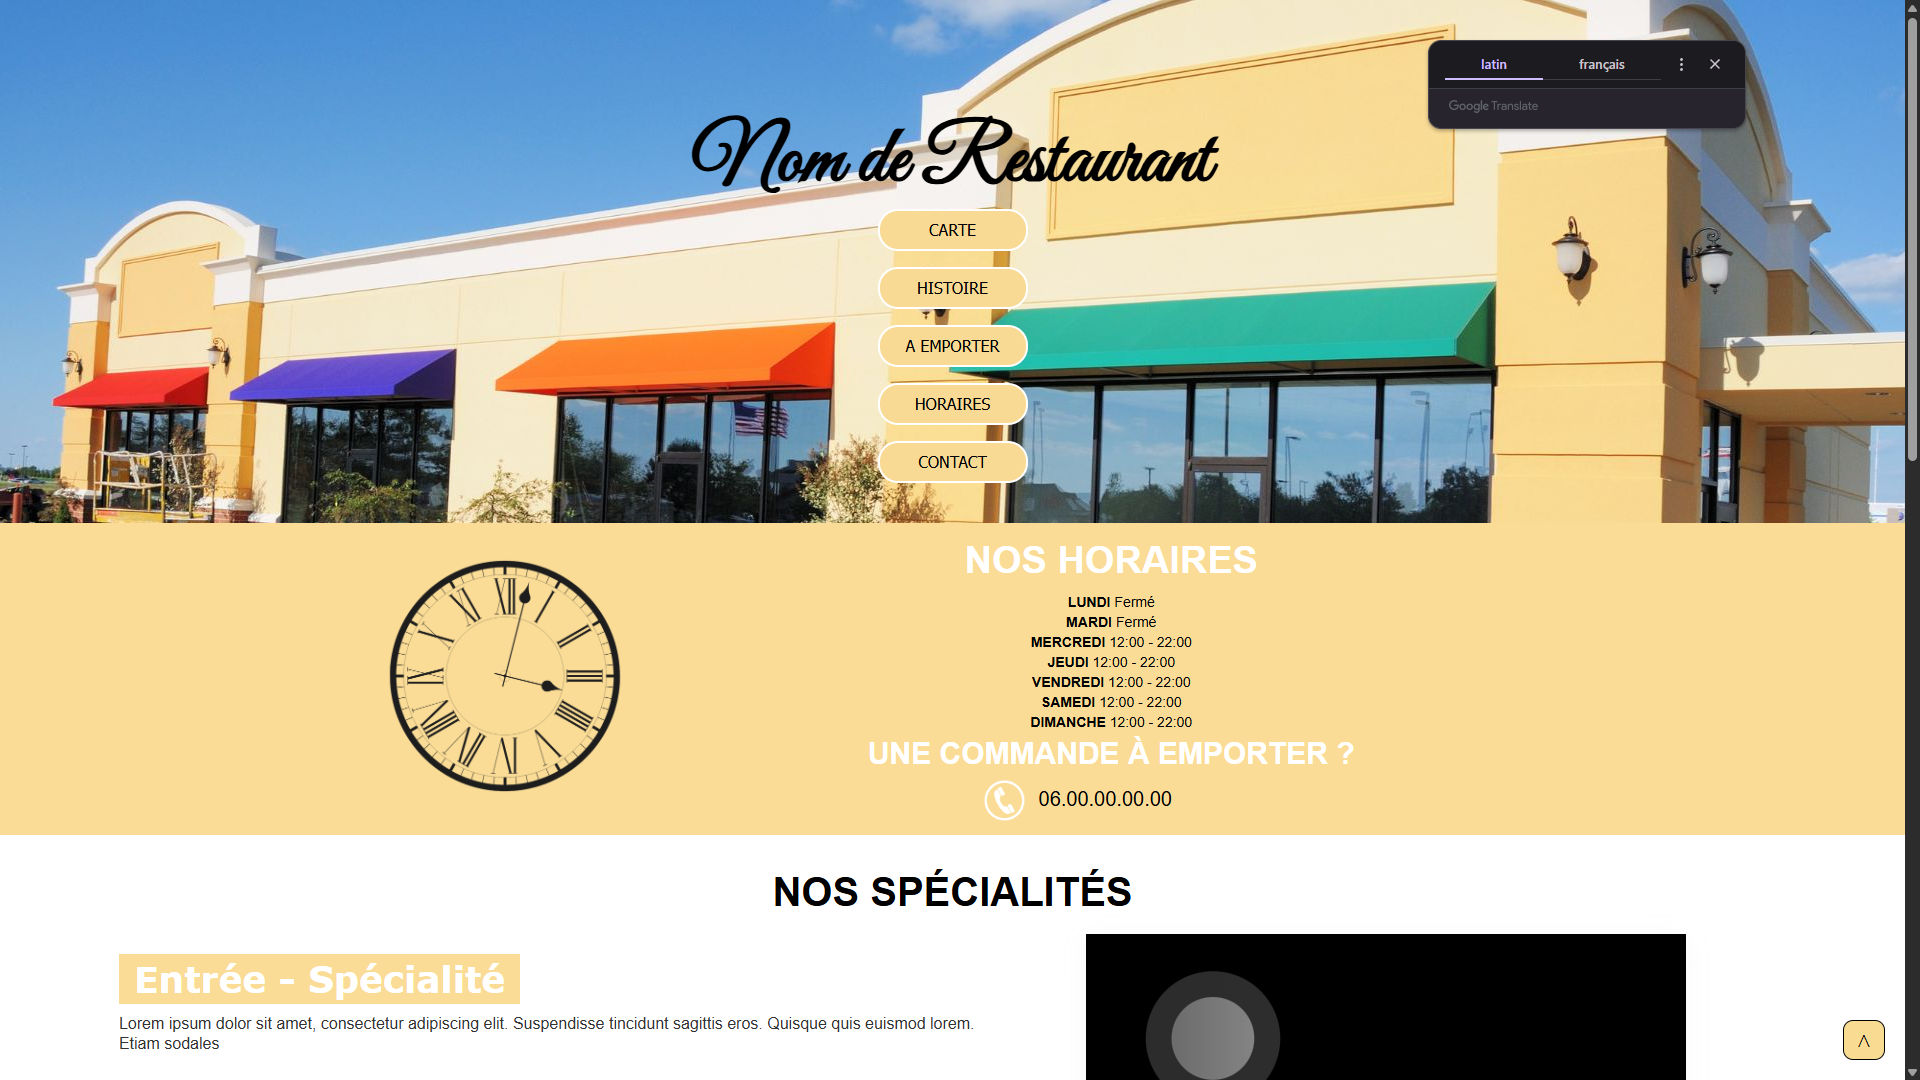 latin
français
Google Translate
Nom de Restaurant
CARTE
HISTOIRE
A EMPORTER
HORAIRES
CONTACT
NOS HORAIRES
LUNDI Fermé
MARDI Fermé
MERCREDI 12:00 - 22:00
JEUDI 12:00 - 22:00
VENDREDI 12:00 - 22:00
SAMEDI 12:00 - 22:00
DIMANCHE 12:00 - 22:00
UNE COMMANDE À EMPORTER ?
06.00.00.00.00
NOS SPÉCIALITÉS
Entrée - Spécialité
Lorem ipsum dolor sit amet, consectetur adipiscing elit. Suspendisse tincidunt sagittis eros. Quisque quis euismod lorem.
Etiam sodales